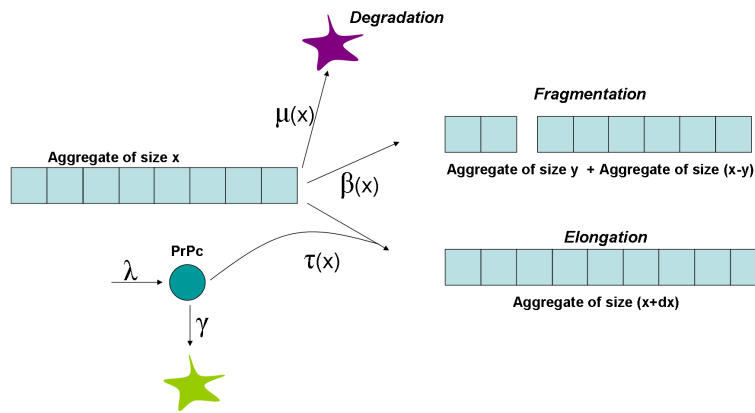 Degradation
Fragmentation
μ(x)
Aggregate of size x
Aggregate of size y + Aggregate of size (x-y)
β(x)
Elongation
PrPc
τ(x)
λ
Aggregate of size (x+dx)
γ